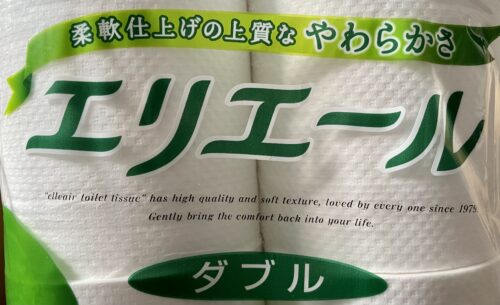 柔軟仕上げの上質な やわらかさ
エリエール
"elleair toilet tissue" has high quality and soft texture, loved by every one since 1979.
Gently bring the comfort back into your life.
ダブル